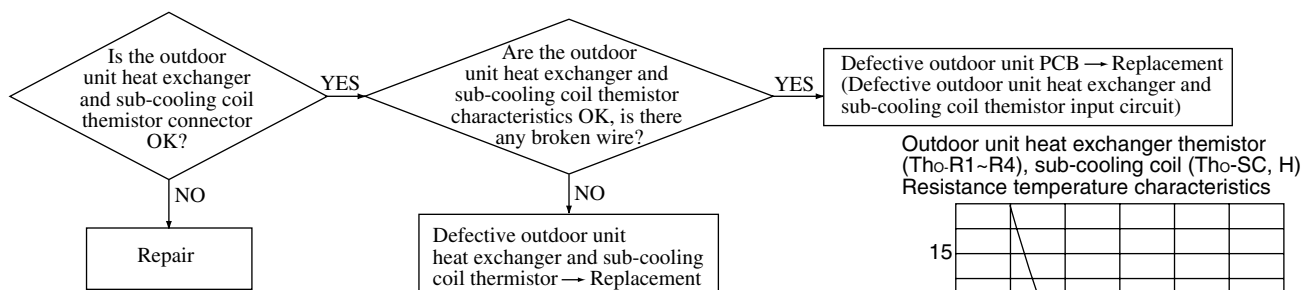 Is the outdoor
unit heat exchanger
and sub-cooling coil
themistor connector
OK?
YES
NO
Repair
Are the outdoor
unit heat exchanger and
sub-cooling coil themistor
characteristics OK, is there
any broken wire?
YES
NO
Defective outdoor unit
heat exchanger and sub-cooling
coil thermistor → Replacement
Defective outdoor unit PCB → Replacement
(Defective outdoor unit heat exchanger and
sub-cooling coil themistor input circuit)
Outdoor unit heat exchanger themistor
(Tho-R1~R4), sub-cooling coil (Tho-SC, H)
Resistance temperature characteristics
15